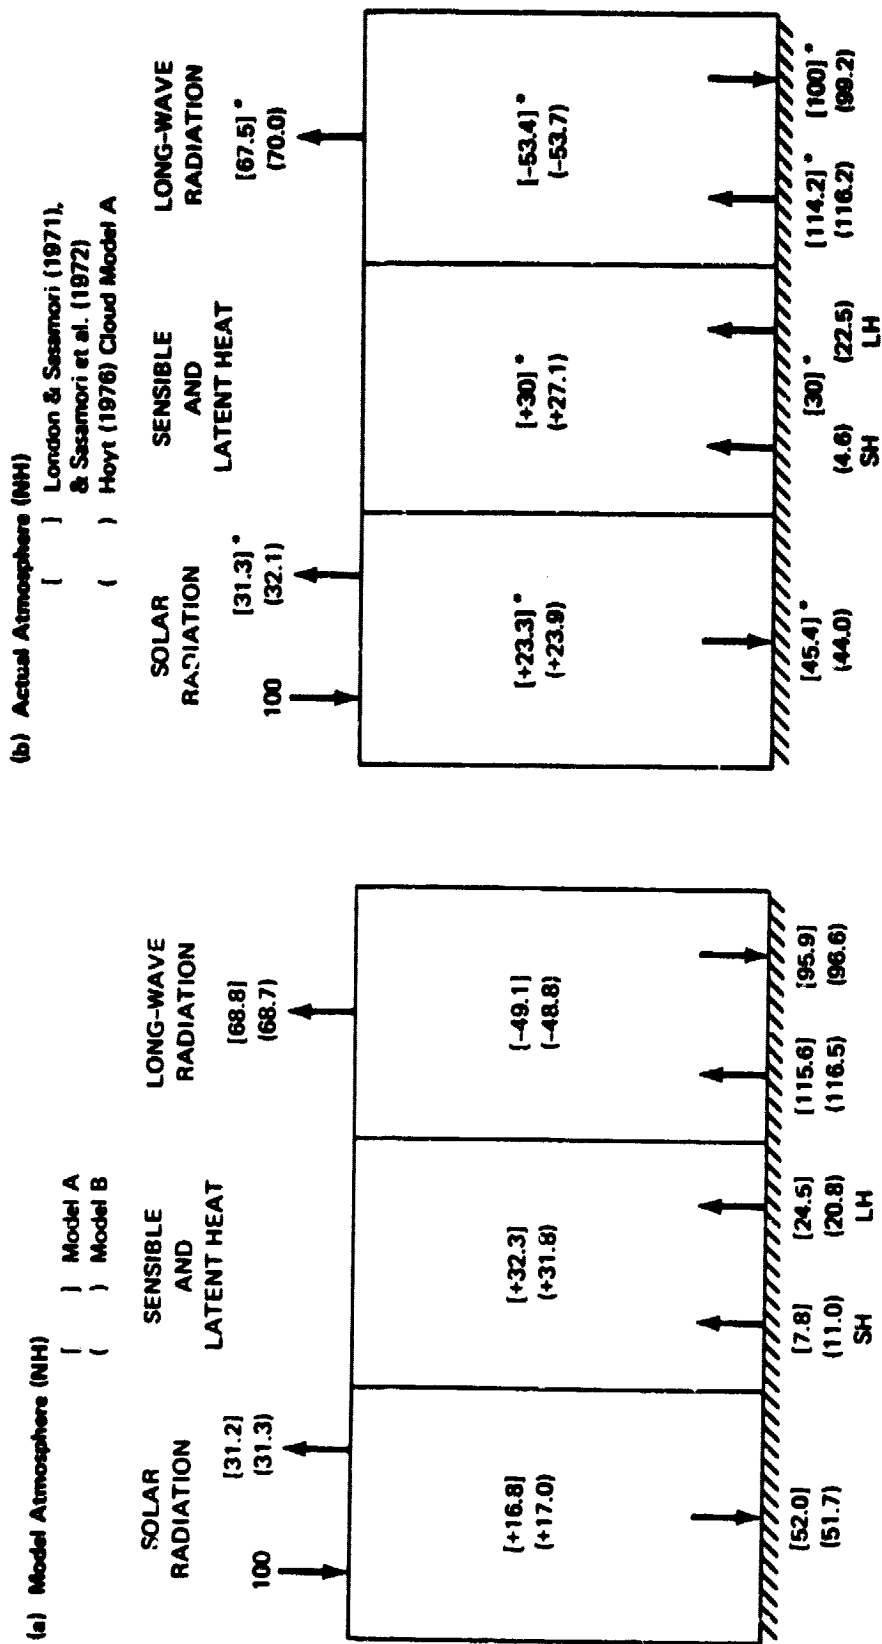 (a) Model Atmosphere (NH)
[ ] Model A
( ) Model B
SOLAR
RADIATION
SENSIBLE
AND
LATENT HEAT
LONG-WAVE
RADIATION
100
[31.2]
(31.3)
[68.8]
(68.7)
[+16.8]
(+17.0)
[+32.3]
(+31.8)
[-49.1]
(-48.8)
[52.0]
(51.7)
[7.8]
(11.0)
SH
[24.5]
(20.8)
LH
[115.6]
(116.5)
[95.9]
(96.6)
(b) Actual Atmosphere (NH)
[ ] London & Sasamori (1971),
& Sasamori et al. (1972)
( ) Hoyt (1976) Cloud Model A
SOLAR
RADIATION
SENSIBLE
AND
LATENT HEAT
LONG-WAVE
RADIATION
100
[31.3]*
(32.1)
[67.5]*
(70.0)
[+23.3]*
(+23.9)
[+30]*
(+27.1)
[-53.4]*
(-53.7)
[45.4]*
(44.0)
[30]*
(4.6)
SH
(22.5)
LH
[114.2]*
(116.2)
[100]*
(99.2)